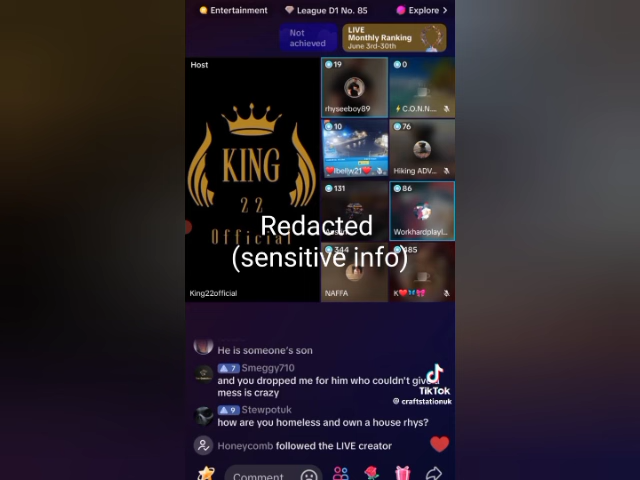 Entertainment
League D1 No. 85
Explore >
Not
achieved
LIVE
Monthly Ranking
June 3rd-30th
Host
19
rhyseeboy89
0
C.O.N.N...
KING
22
Official
10
Ibellw21
76
Hiking ADV...
131
86
Workhardplayl...
Redacted
(sensitive info)
344
485
King22official
NAFFA
K
He is someone's son
7 Smeggy710
and you dropped me for him who couldn't give a
mess is crazy
TikTok
@craftstationuk
9 Stewpotuk
how are you homeless and own a house rhys?
Honeycomb followed the LIVE creator
Comment